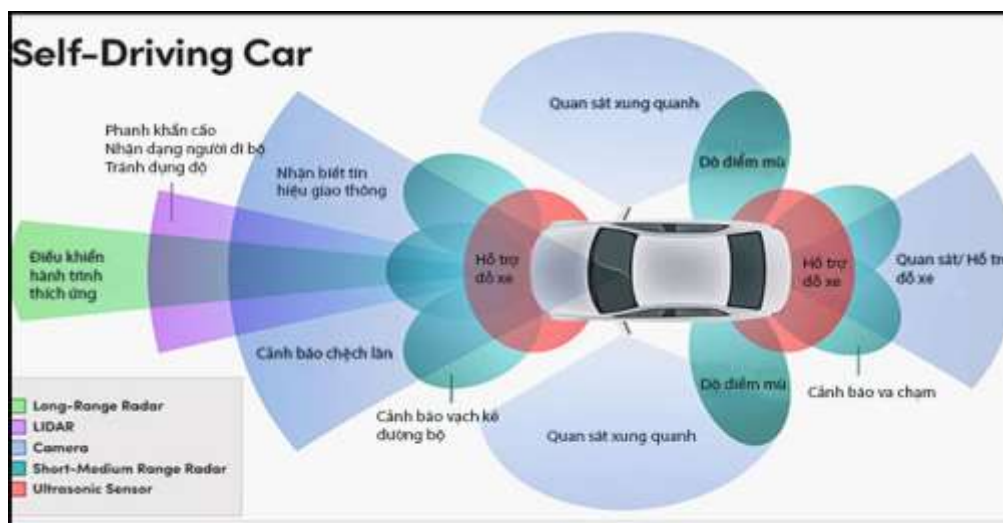 Self-Driving Car
Quan sát xung quanh
Phanh khẩn cấp
Nhận dạng người đi bộ
Tránh đụng độ
Nhận biết tín
hiệu giao thông
Dò điểm mù
Điều khiển
hành trình
thích ứng
Hỗ trợ
đỗ xe
Hỗ trợ
đỗ xe
Quan sát/ Hỗ tr
đỗ xe
Cảnh báo chệch làn
Dò điểm mù
Cảnh báo va chạm
Cảnh báo vạch kẻ
đường bộ
Quan sát xung quanh
Long-Range Radar
LIDAR
Camera
Short-Medium Range Radar
Ultrasonic Sensor